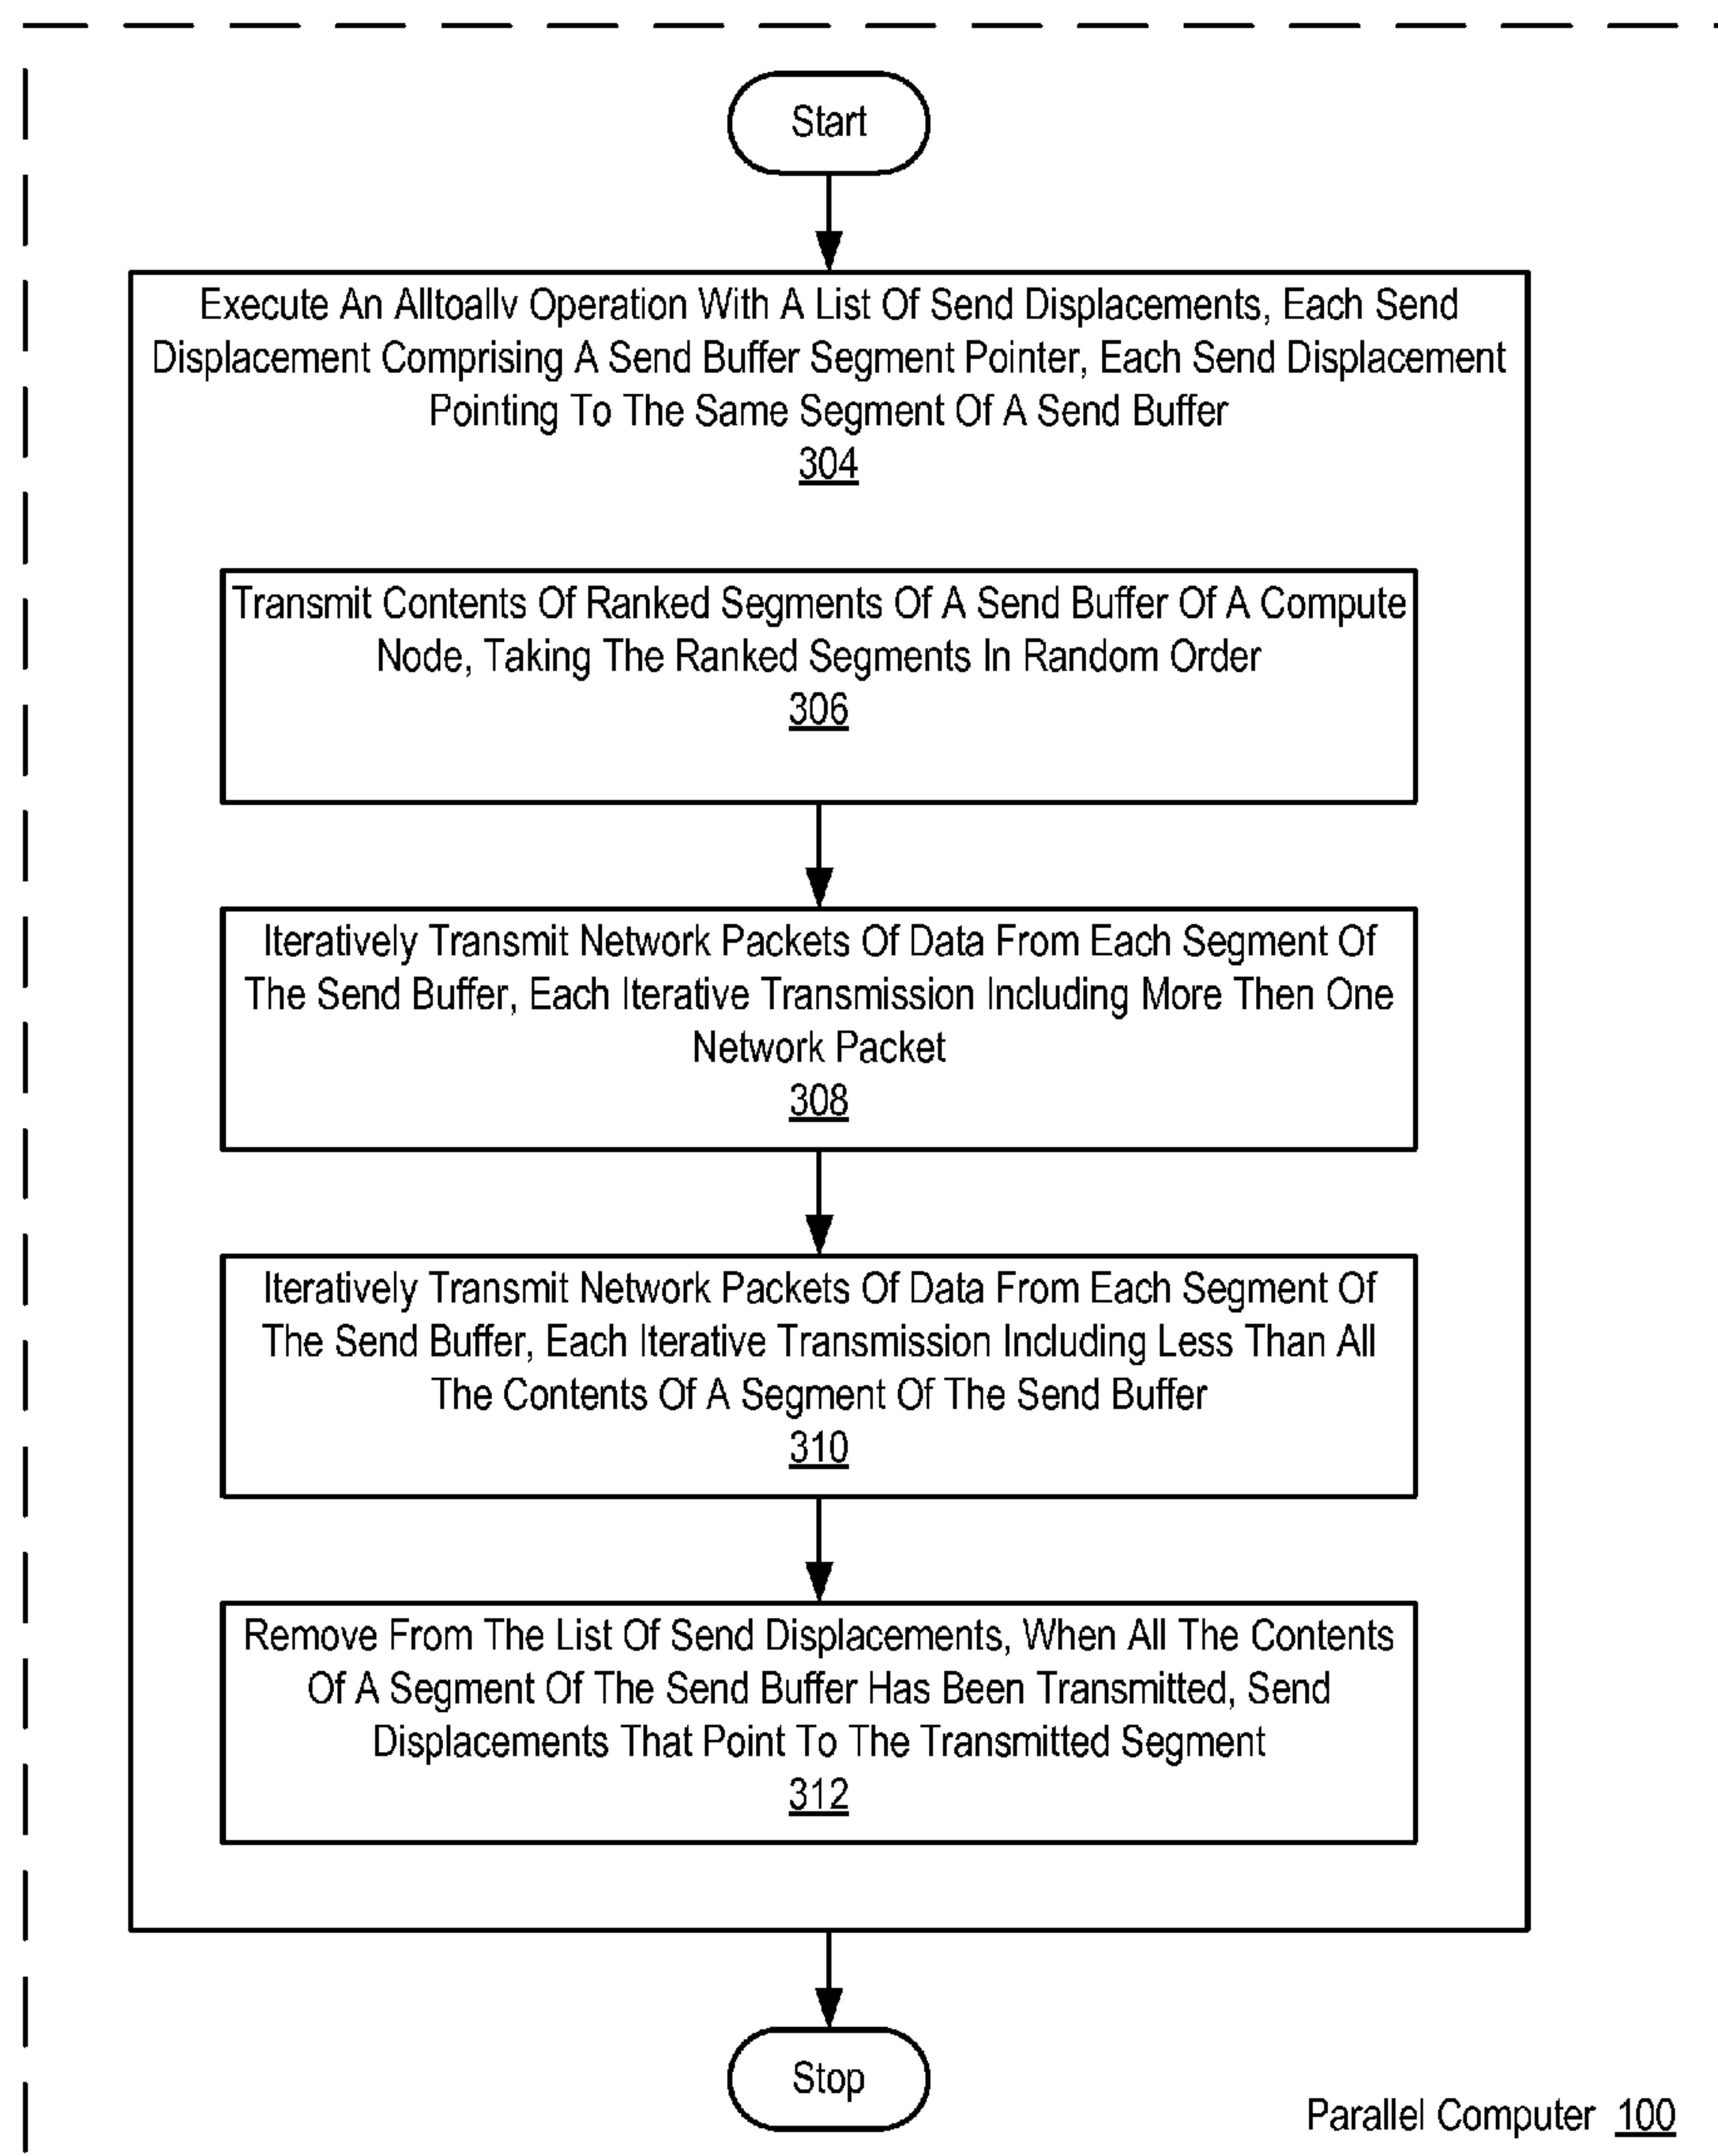 Start
Execute An Alltoallv Operation With A List Of Send Displacements, Each Send
Displacement Comprising A Send Buffer Segment Pointer, Each Send Displacement
Pointing To The Same Segment Of A Send Buffer
304
Transmit Contents Of Ranked Segments Of A Send Buffer Of A Compute
Node, Taking The Ranked Segments In Random Order
306
Iteratively Transmit Network Packets Of Data From Each Segment Of
The Send Buffer, Each Iterative Transmission Including More Then One
Network Packet
308
Iteratively Transmit Network Packets Of Data From Each Segment Of
The Send Buffer, Each Iterative Transmission Including Less Than All
The Contents Of A Segment Of The Send Buffer
310
Remove From The List Of Send Displacements, When All The Contents
Of A Segment Of The Send Buffer Has Been Transmitted, Send
Displacements That Point To The Transmitted Segment
312
Stop
Parallel Computer 100